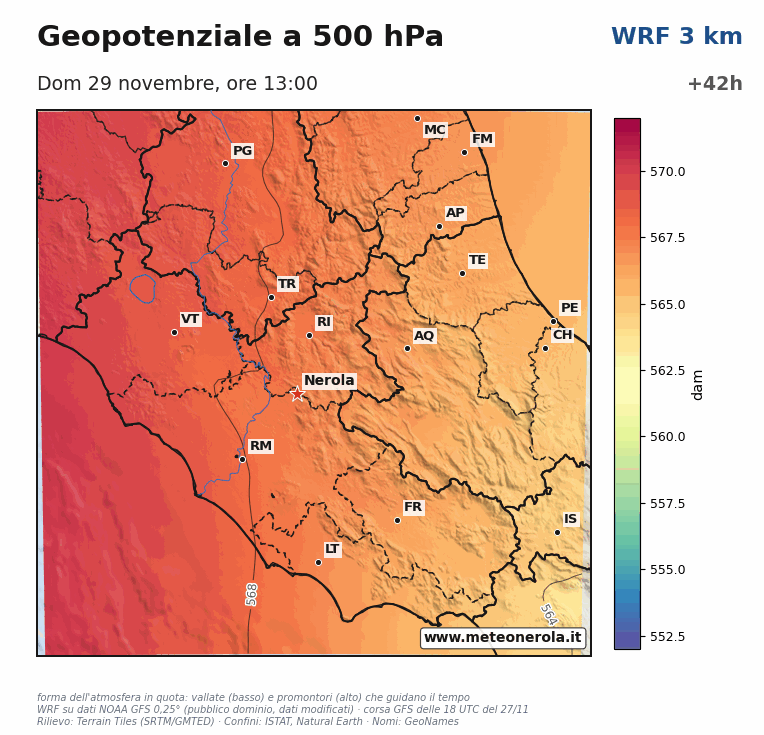 Geopotenziale a 500 hPa
WRF 3 km
Dom 29 novembre, ore 13:00
+42h
MC
FM
PG
AP
TE
TR
PE
VT
RI
CH
AQ
Nerola
RM
FR
IS
LT
568
564
www.meteonerola.it
570.0
567.5
565.0
562.5
560.0
557.5
555.0
552.5
dam
forma dell'atmosfera in quota: vallate (basso) e promontori (alto) che guidano il tempo
WRF su dati NOAA GFS 0,25° (pubblico dominio, dati modificati) · corsa GFS delle 18 UTC del 27/11
Rilievo: Terrain Tiles (SRTM/GMTED) · Confini: ISTAT, Natural Earth · Nomi: GeoNames